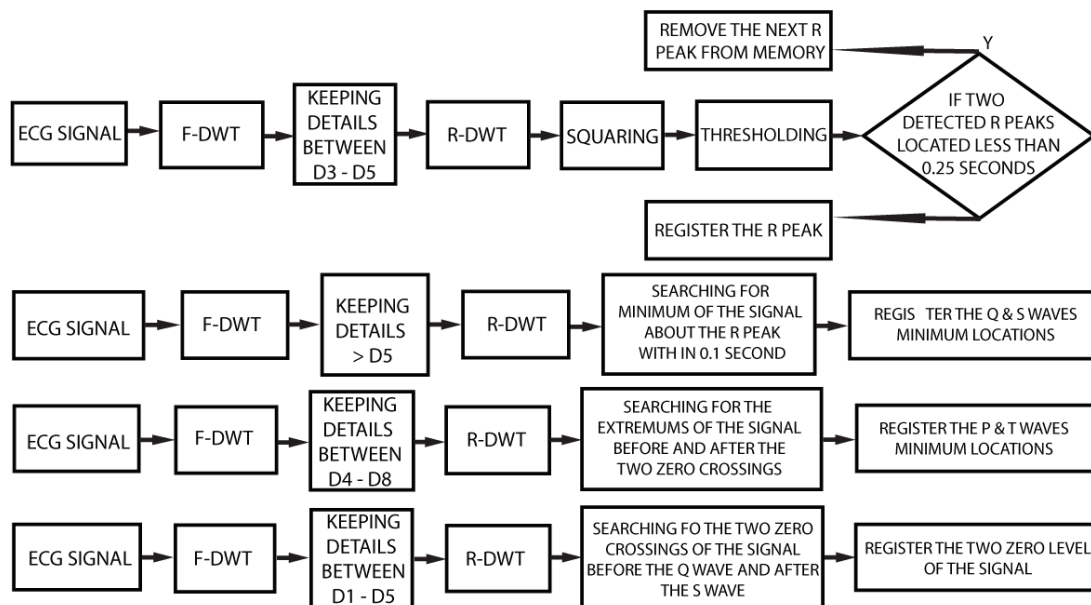 ECG SIGNAL
F-DWT
KEEPING
DETAILS
BETWEEN
D3 - D5
R-DWT
SQUARING
THRESHOLDING
IF TWO
DETECTED R PEAKS
LOCATED LESS THAN
0.25 SECONDS
Y
REMOVE THE NEXT R
PEAK FROM MEMORY
REGISTER THE R PEAK
ECG SIGNAL
F-DWT
KEEPING
DETAILS
> D5
R-DWT
SEARCHING FOR
MINIMUM OF THE SIGNAL
ABOUT THE R PEAK
WITH IN 0.1 SECOND
REGIS TER THE Q & S WAVES
MINIMUM LOCATIONS
ECG SIGNAL
F-DWT
KEEPING
DETAILS
BETWEEN
D4 - D8
R-DWT
SEARCHING FOR THE
EXTREMUMS OF THE SIGNAL
BEFORE AND AFTER THE
TWO ZERO CROSSINGS
REGISTER THE P & T WAVES
MINIMUM LOCATIONS
ECG SIGNAL
F-DWT
KEEPING
DETAILS
BETWEEN
D1 - D5
R-DWT
SEARCHING FO THE TWO ZERO
CROSSINGS OF THE SIGNAL
BEFORE THE Q WAVE AND AFTER
THE S WAVE
REGISTER THE TWO ZERO LEVEL
OF THE SIGNAL